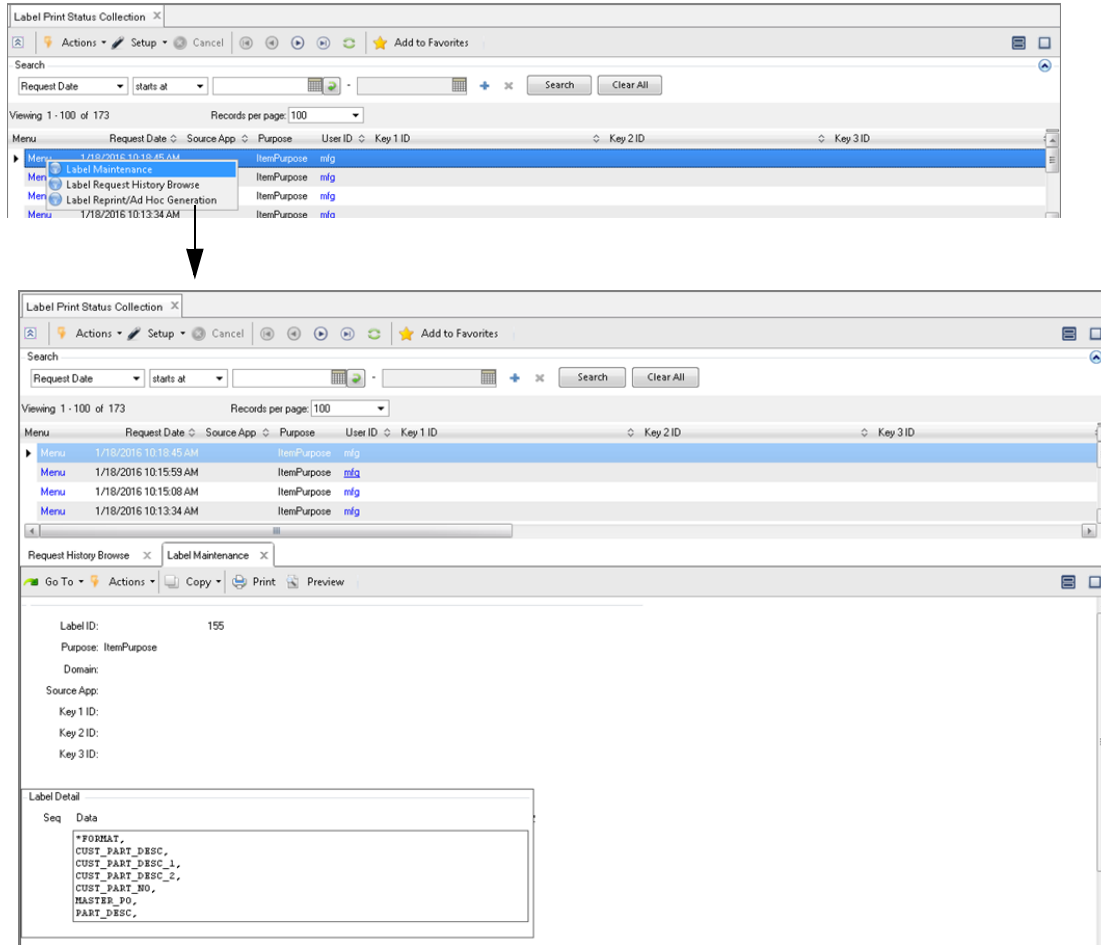 Label Print Status Collection
Actions Setup Cancel Add to Favorites
Search
Request Date starts at - Search Clear All
Viewing 1 - 100 of 173 Records per page: 100
Menu Request Date Source App Purpose User ID Key 1 ID Key 2 ID Key 3 ID
Menu 1/18/2016 10:18:45 AM ItemPurpose mfg
Label Maintenance
Men ItemPurpose mfg
Label Request History Browse
Men ItemPurpose mfg
Label Reprint/Ad Hoc Generation
Menu 1/18/2016 10:13:34 AM ItemPurpose mfg
Label Print Status Collection
Actions Setup Cancel Add to Favorites
Search
Request Date starts at - Search Clear All
Viewing 1 - 100 of 173 Records per page: 100
Menu Request Date Source App Purpose User ID Key 1 ID Key 2 ID Key 3 ID
Menu 1/18/2016 10:18:45 AM ItemPurpose mfg
Menu 1/18/2016 10:15:59 AM ItemPurpose mfg
Menu 1/18/2016 10:15:08 AM ItemPurpose mfg
Menu 1/18/2016 10:13:34 AM ItemPurpose mfg
Request History Browse Label Maintenance
Go To Actions Copy Print Preview
Label ID: 155
Purpose: ItemPurpose
Domain:
Source App:
Key 1 ID:
Key 2 ID:
Key 3 ID:
Label Detail
Seq Data
*FORMAT,
CUST_PART_DESC,
CUST_PART_DESC_1,
CUST_PART_DESC_2,
CUST_PART_NO,
MASTER_PO,
PART_DESC,